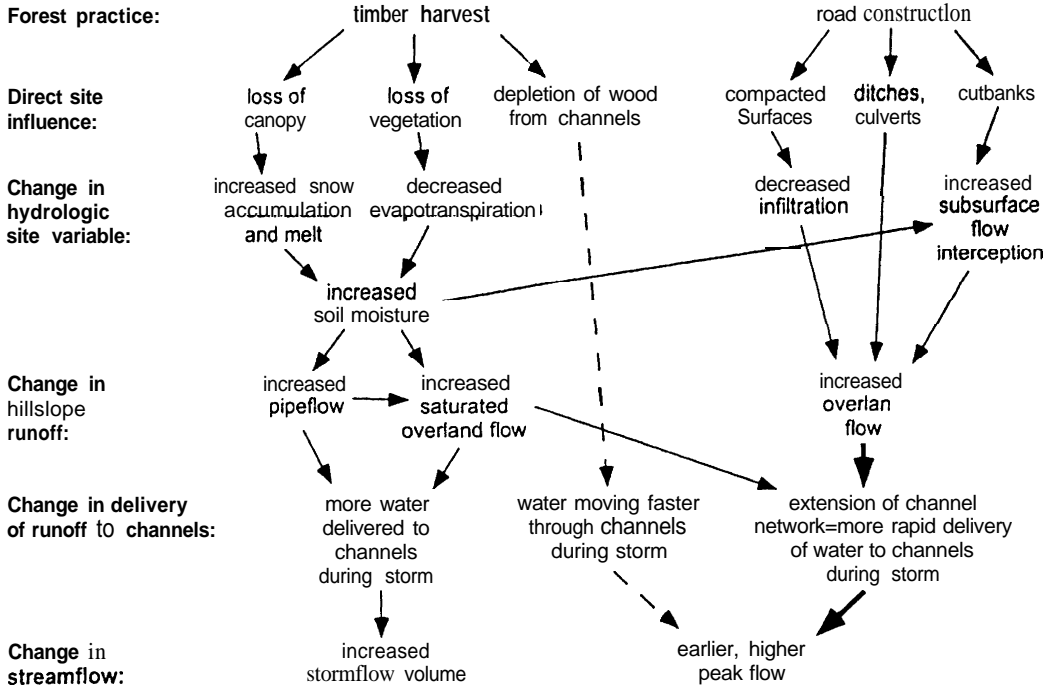 Forest practice:
timber harvest
road constructlon
Direct site
influence:
loss of
canopy
loss of
vegetation
depletion of wood
from channels
compacted
Surfaces
ditches,
culverts
cutbanks
Change in
hydrologic
site variable:
increased snow
accumulation
and melt
decreased
evapotranspiration
decreased
infiltration
increased
subsurface
flow
interception
increased
soil moisture
Change in
hillslope
runoff:
increased
pipeflow
increased
saturated
overland flow
increased
overlan
flow
Change in delivery
of runoff to channels:
more water
delivered to
channels
during storm
water moving faster
through channels
during storm
extension of channel
network=more rapid delivery
of water to channels
during storm
Change in
streamflow:
increased
stormflow volume
earlier, higher
peak flow